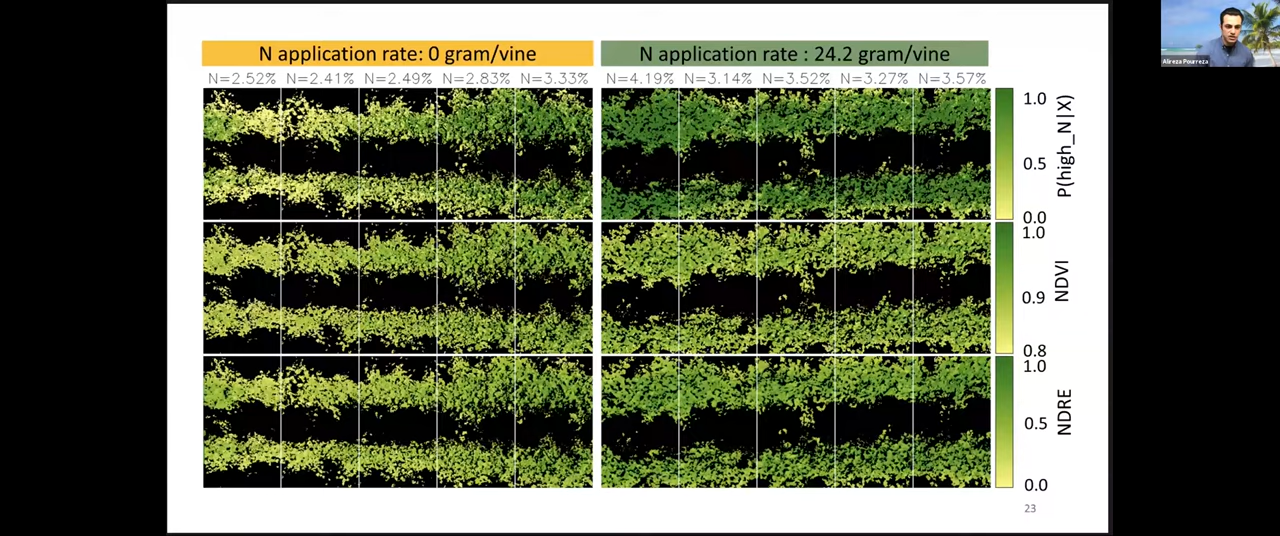 N application rate: 0 gram/vine
N application rate : 24.2 gram/vine
N=2.52% N=2.41% N=2.49% N=2.83% N=3.33%
N=4.19% N=3.14% N=3.52% N=3.27% N=3.57%
1.0
0.5
0.0
P(high_N|X)
1.0
0.9
0.8
NDVI
1.0
0.5
0.0
NDRE
23
Alireza Pourreza